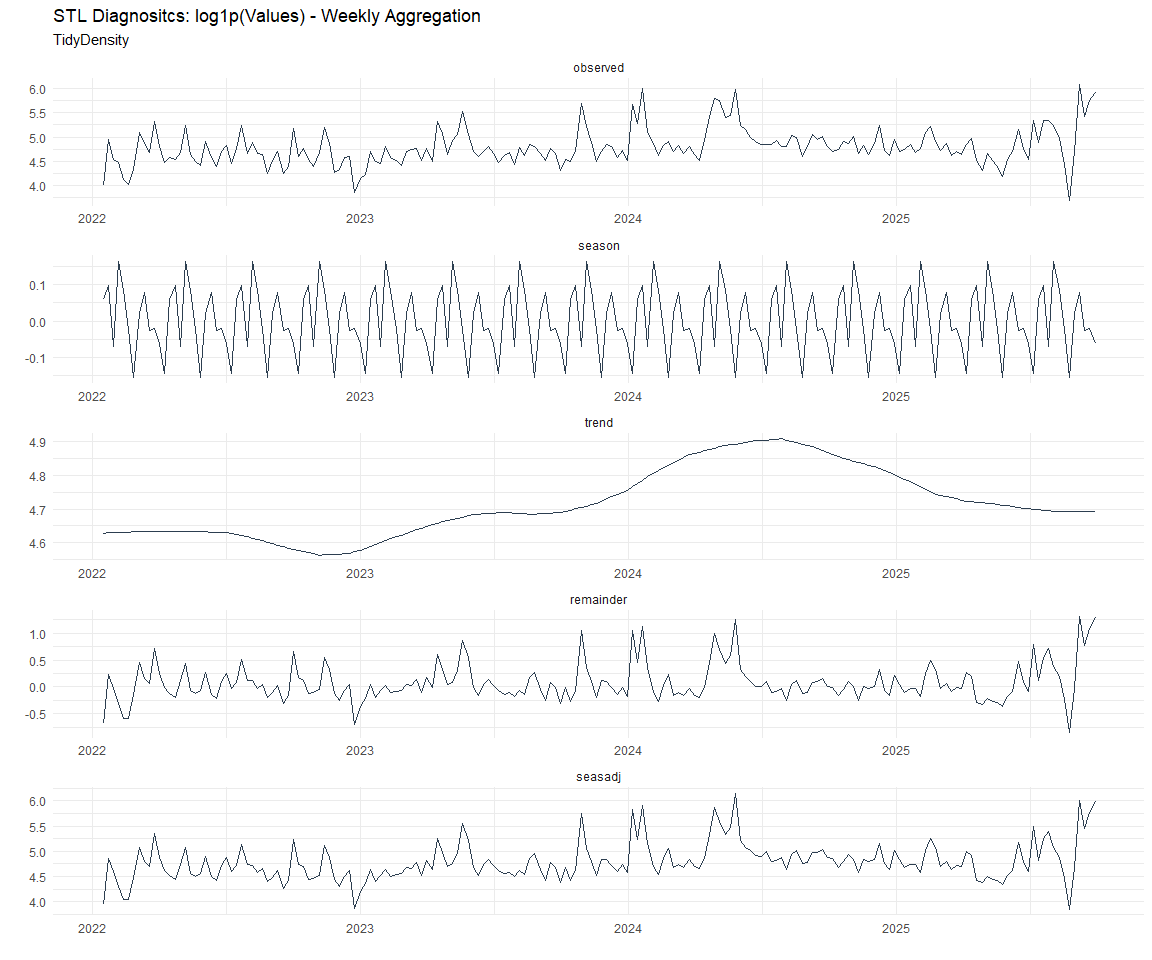 STL Diagnositcs: log1p(Values) - Weekly Aggregation
TidyDensity
observed
6.0
5.5
5.0
4.5
4.0
2022 2023 2024 2025
season
0.1
0.0
-0.1
2022 2023 2024 2025
trend
4.9
4.8
4.7
4.6
2022 2023 2024 2025
remainder
1.0
0.5
0.0
-0.5
2022 2023 2024 2025
seasadj
6.0
5.5
5.0
4.5
4.0
2022 2023 2024 2025